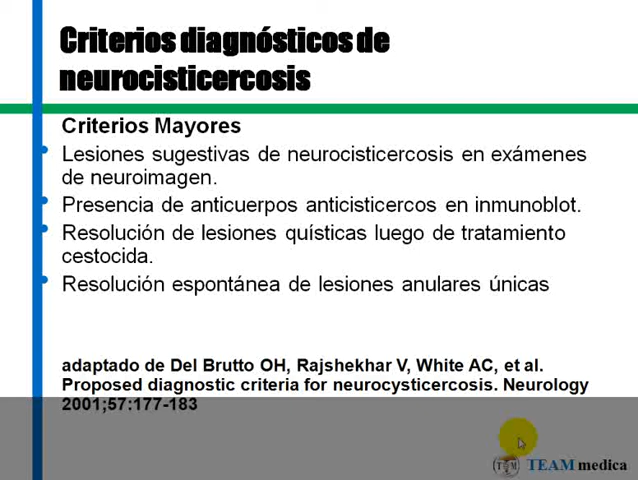 Criterios diagnósticos de
neurocisticercosis
Criterios Mayores
• Lesiones sugestivas de neurocisticercosis en exámenes
de neuroimagen.
• Presencia de anticuerpos anticisticercos en inmunoblot.
• Resolución de lesiones quísticas luego de tratamiento
cestocida.
• Resolución espontánea de lesiones anulares únicas
adaptado de Del Brutto OH, Rajshekhar V, White AC, et al.
Proposed diagnostic criteria for neurocysticercosis. Neurology
2001;57:177-183
TEAM medica